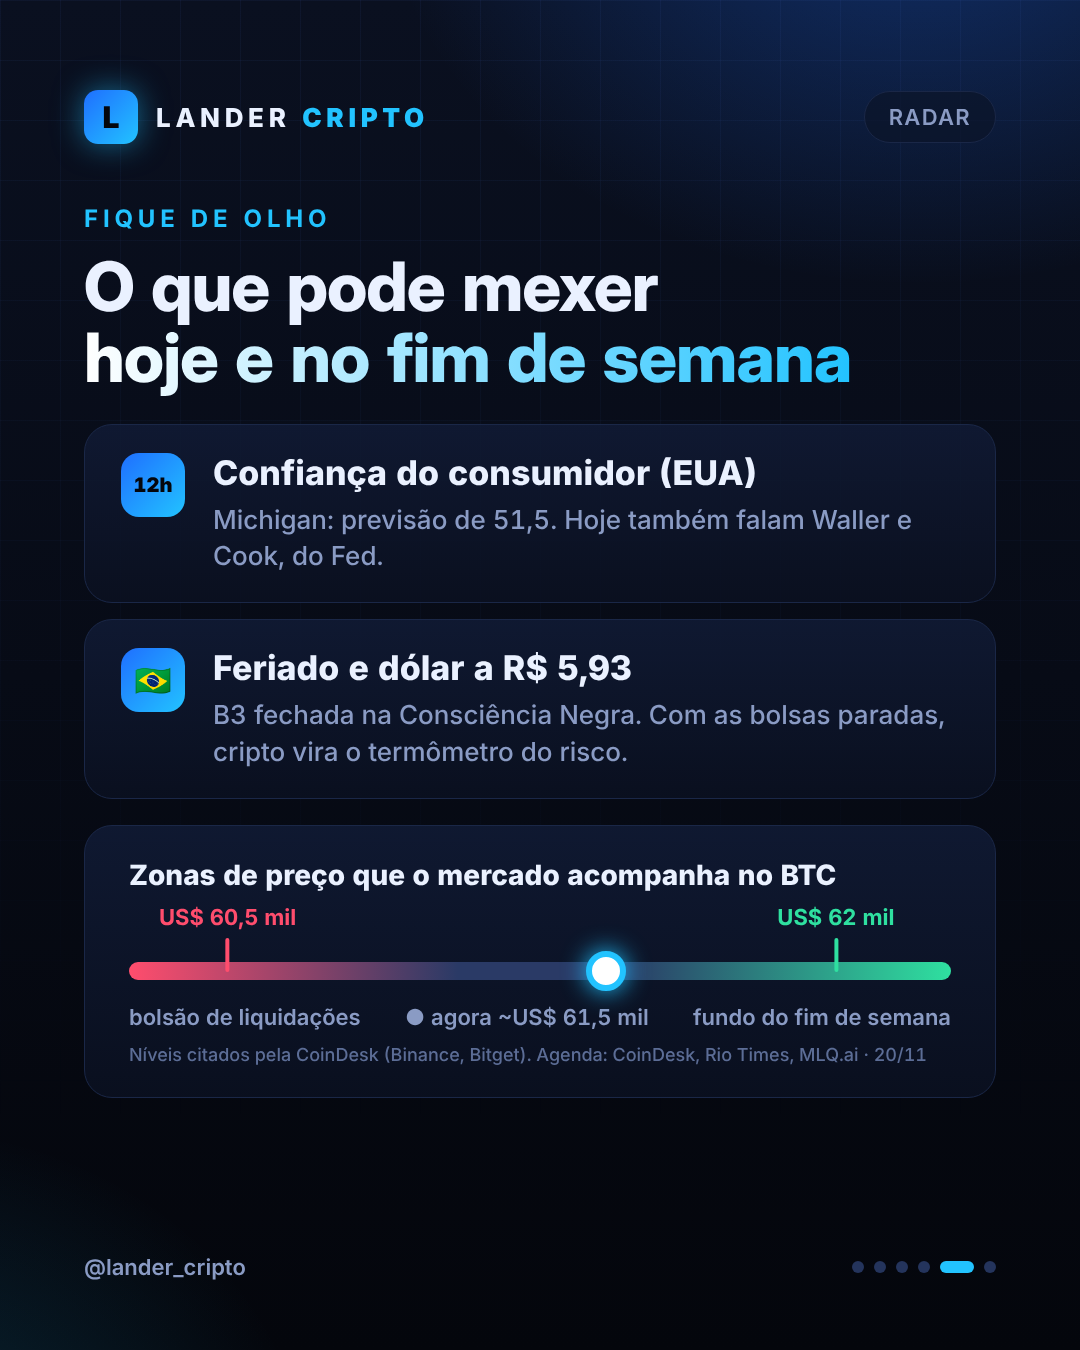 L
LANDER CRIPTO
RADAR
FIQUE DE OLHO
O que pode mexer
hoje e no fim de semana
12h
Confiança do consumidor (EUA)
Michigan: previsão de 51,5. Hoje também falam Waller e
Cook, do Fed.
Feriado e dólar a R$ 5,93
B3 fechada na Consciência Negra. Com as bolsas paradas,
cripto vira o termômetro do risco.
Zonas de preço que o mercado acompanha no BTC
US$ 60,5 mil
US$ 62 mil
bolsão de liquidações
● agora ~US$ 61,5 mil
fundo do fim de semana
Níveis citados pela CoinDesk (Binance, Bitget). Agenda: CoinDesk, Rio Times, MLQ.ai · 20/11
@lander_cripto